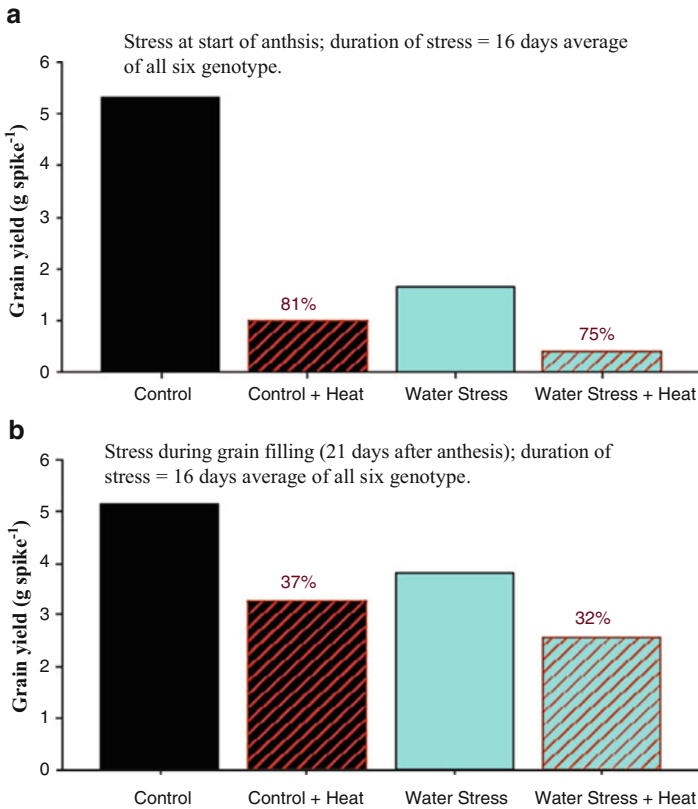 a
Stress at start of anthsis; duration of stress = 16 days average
of all six genotype.
Grain yield (g spike-1)
6
5
4
3
2
1
0
81%
75%
Control
Control + Heat
Water Stress
Water Stress + Heat
b
Stress during grain filling (21 days after anthesis); duration of
stress = 16 days average of all six genotype.
Grain yield (g spike-1)
6
5
4
3
2
1
0
37%
32%
Control
Control + Heat
Water Stress
Water Stress + Heat